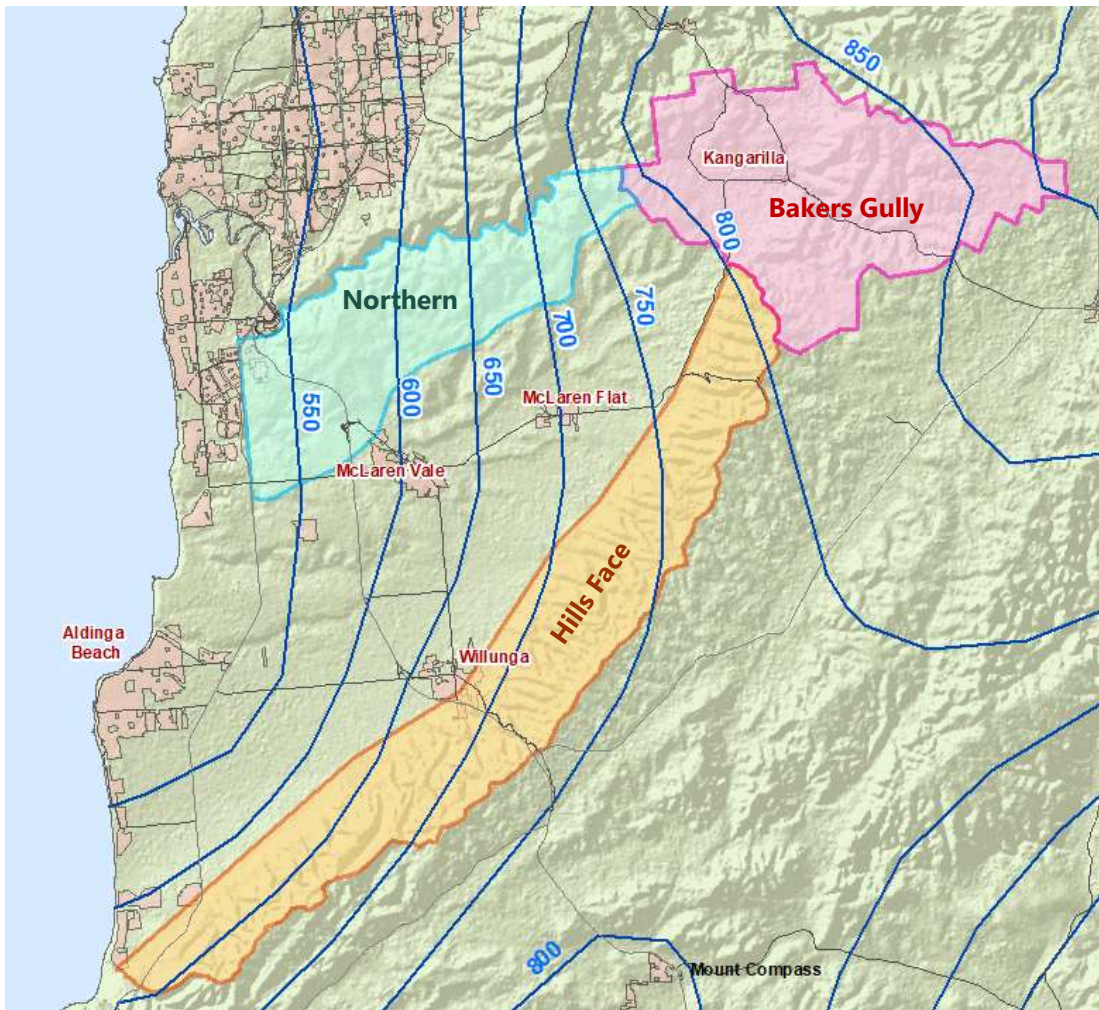 850
Kangarilla
Bakers Gully
800
Northern
750
700
650
600
550
McLaren Flat
McLaren Vale
Hills Face
Aldinga
Beach
Willunga
800
Mount Compass